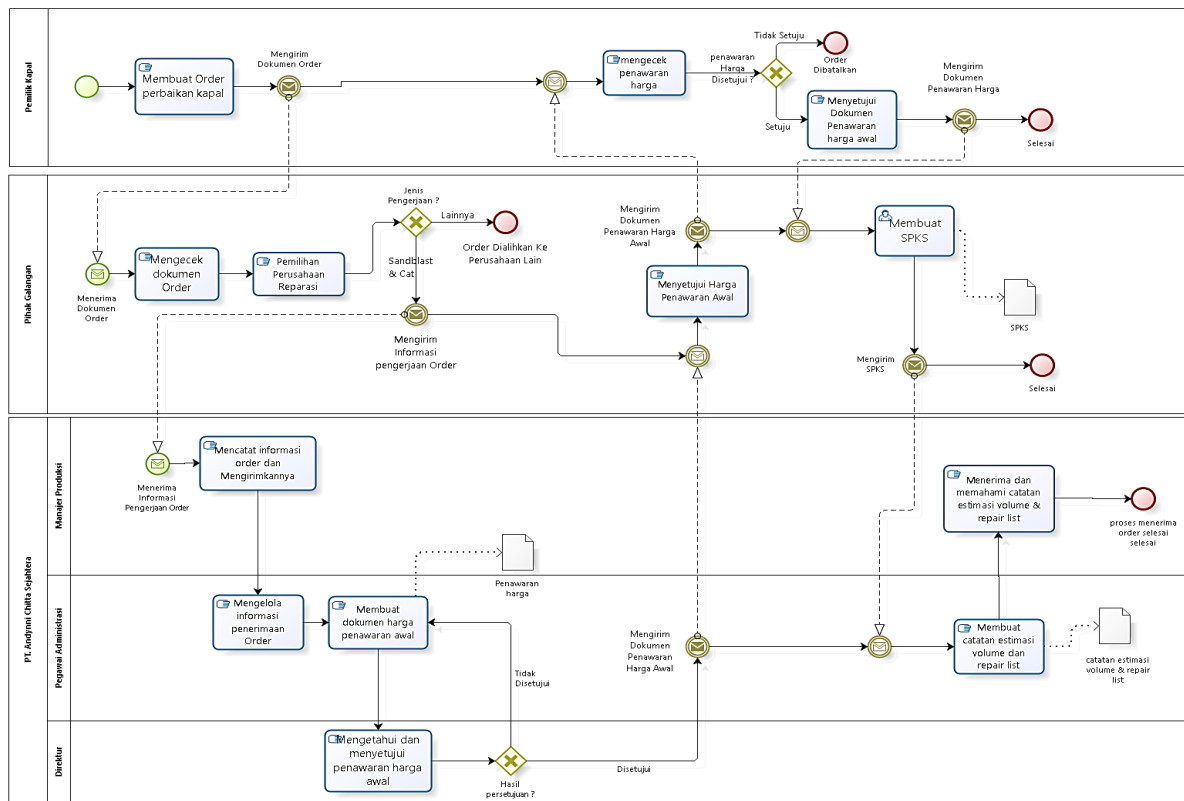 Pemilik Kapal
Membuat Order
perbaikan kapal
Mengirim
Dokumen Order
mengecek
penawaran
harga
penawaran
Harga
Disetujui ?
Tidak Setuju
Order
Dibatalkan
Setuju
Menyetujui
Dokumen
Penawaran
harga awal
Mengirim
Dokumen
Penawaran Harga
Selesai
Pihak Galangan
Menerima
Dokumen
Order
Mengecek
dokumen
Order
Pemilihan
Perusahaan
Reparasi
Jenis
Pengerjaan ?
Lainnya
Order Dialihkan Ke
Perusahaan Lain
Sandblast
& Cat
Mengirim
Informasi
pengerjaan Order
Mengirim
Dokumen
Penawaran Harga
Awal
Menyetujui Harga
Penawaran Awal
Membuat
SPKS
SPKS
Mengirim
SPKS
Selesai
PT. Andynni Chitta Sejahtera
Manajer Produksi
Menerima
Informasi
Pengerjaan Order
Mencatat informasi
order dan
Mengirimkannya
Menerima dan
memahami catatan
estimasi volume &
repair list
proses menerima
order selesai
selesai
Penawaran
harga
Pegawai Administrasi
Mengelola
informasi
penerimaan
Order
Membuat
dokumen harga
penawaran awal
Tidak
Disetujui
Mengirim
Dokumen
Penawaran
Harga Awal
Membuat
catatan estimasi
volume dan
repair list
catatan estimasi
volume & repair
list
Direktur
Mengetahui dan
menyetujui
penawaran harga
awal
Hasil
persetujuan ?
Disetujui